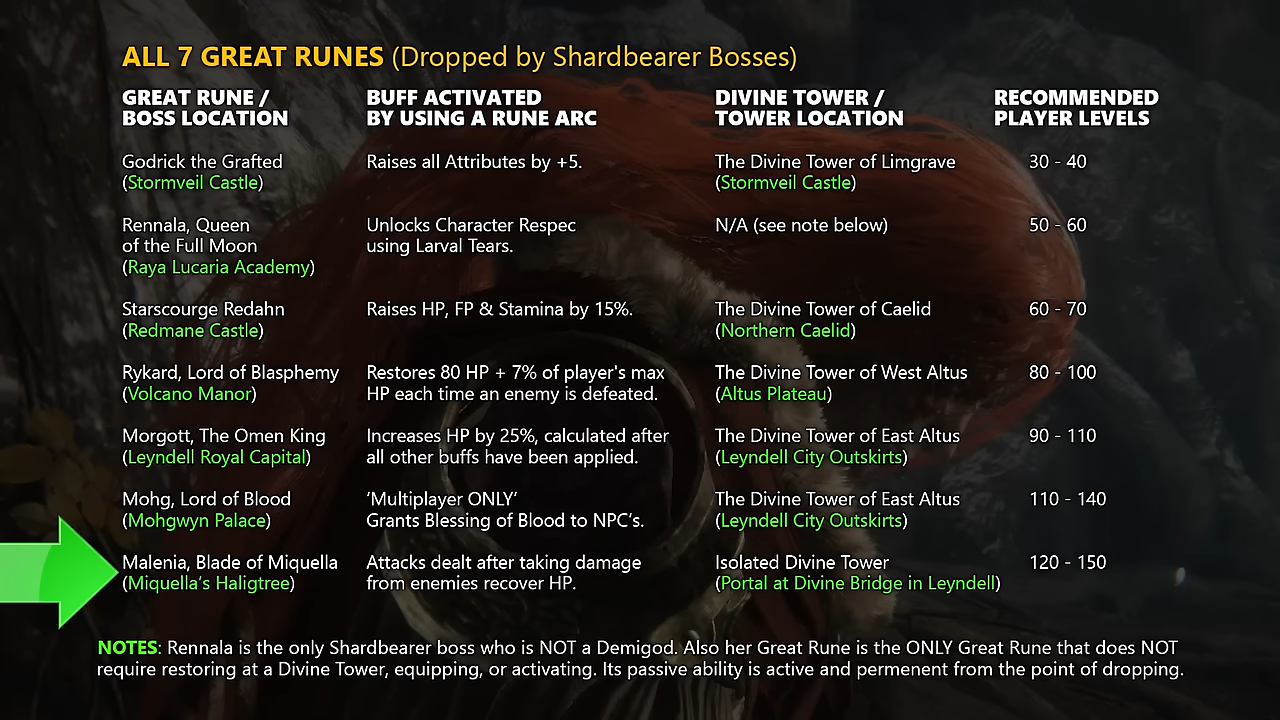 ALL 7 GREAT RUNES (Dropped by Shardbearer Bosses)
GREAT RUNE / BOSS LOCATION BUFF ACTIVATED BY USING A RUNE ARC DIVINE TOWER / TOWER LOCATION RECOMMENDED PLAYER LEVELS
Godrick the Grafted Raises all Attributes by +5. The Divine Tower of Limgrave 30 - 40
(Stormveil Castle) (Stormveil Castle)
Rennala, Queen Unlocks Character Respec N/A (see note below) 50 - 60
of the Full Moon using Larval Tears.
(Raya Lucaria Academy)
Starscourge Redahn Raises HP, FP & Stamina by 15%. The Divine Tower of Caelid 60 - 70
(Redmane Castle) (Northern Caelid)
Rykard, Lord of Blasphemy Restores 80 HP + 7% of player's max The Divine Tower of West Altus 80 - 100
(Volcano Manor) HP each time an enemy is defeated. (Altus Plateau)
Morgott, The Omen King Increases HP by 25%, calculated after The Divine Tower of East Altus 90 - 110
(Leyndell Royal Capital) all other buffs have been applied. (Leyndell City Outskirts)
Mohg, Lord of Blood ‘Multiplayer ONLY’ The Divine Tower of East Altus 110 - 140
(Mohgwyn Palace) Grants Blessing of Blood to NPC’s. (Leyndell City Outskirts)
Malenia, Blade of Miquella Attacks dealt after taking damage Isolated Divine Tower 120 - 150
(Miquella’s Haligtree) from enemies recover HP. (Portal at Divine Bridge in Leyndell)
NOTES: Rennala is the only Shardbearer boss who is NOT a Demigod. Also her Great Rune is the ONLY Great Rune that does NOT
require restoring at a Divine Tower, equipping, or activating. Its passive ability is active and permenent from the point of dropping.